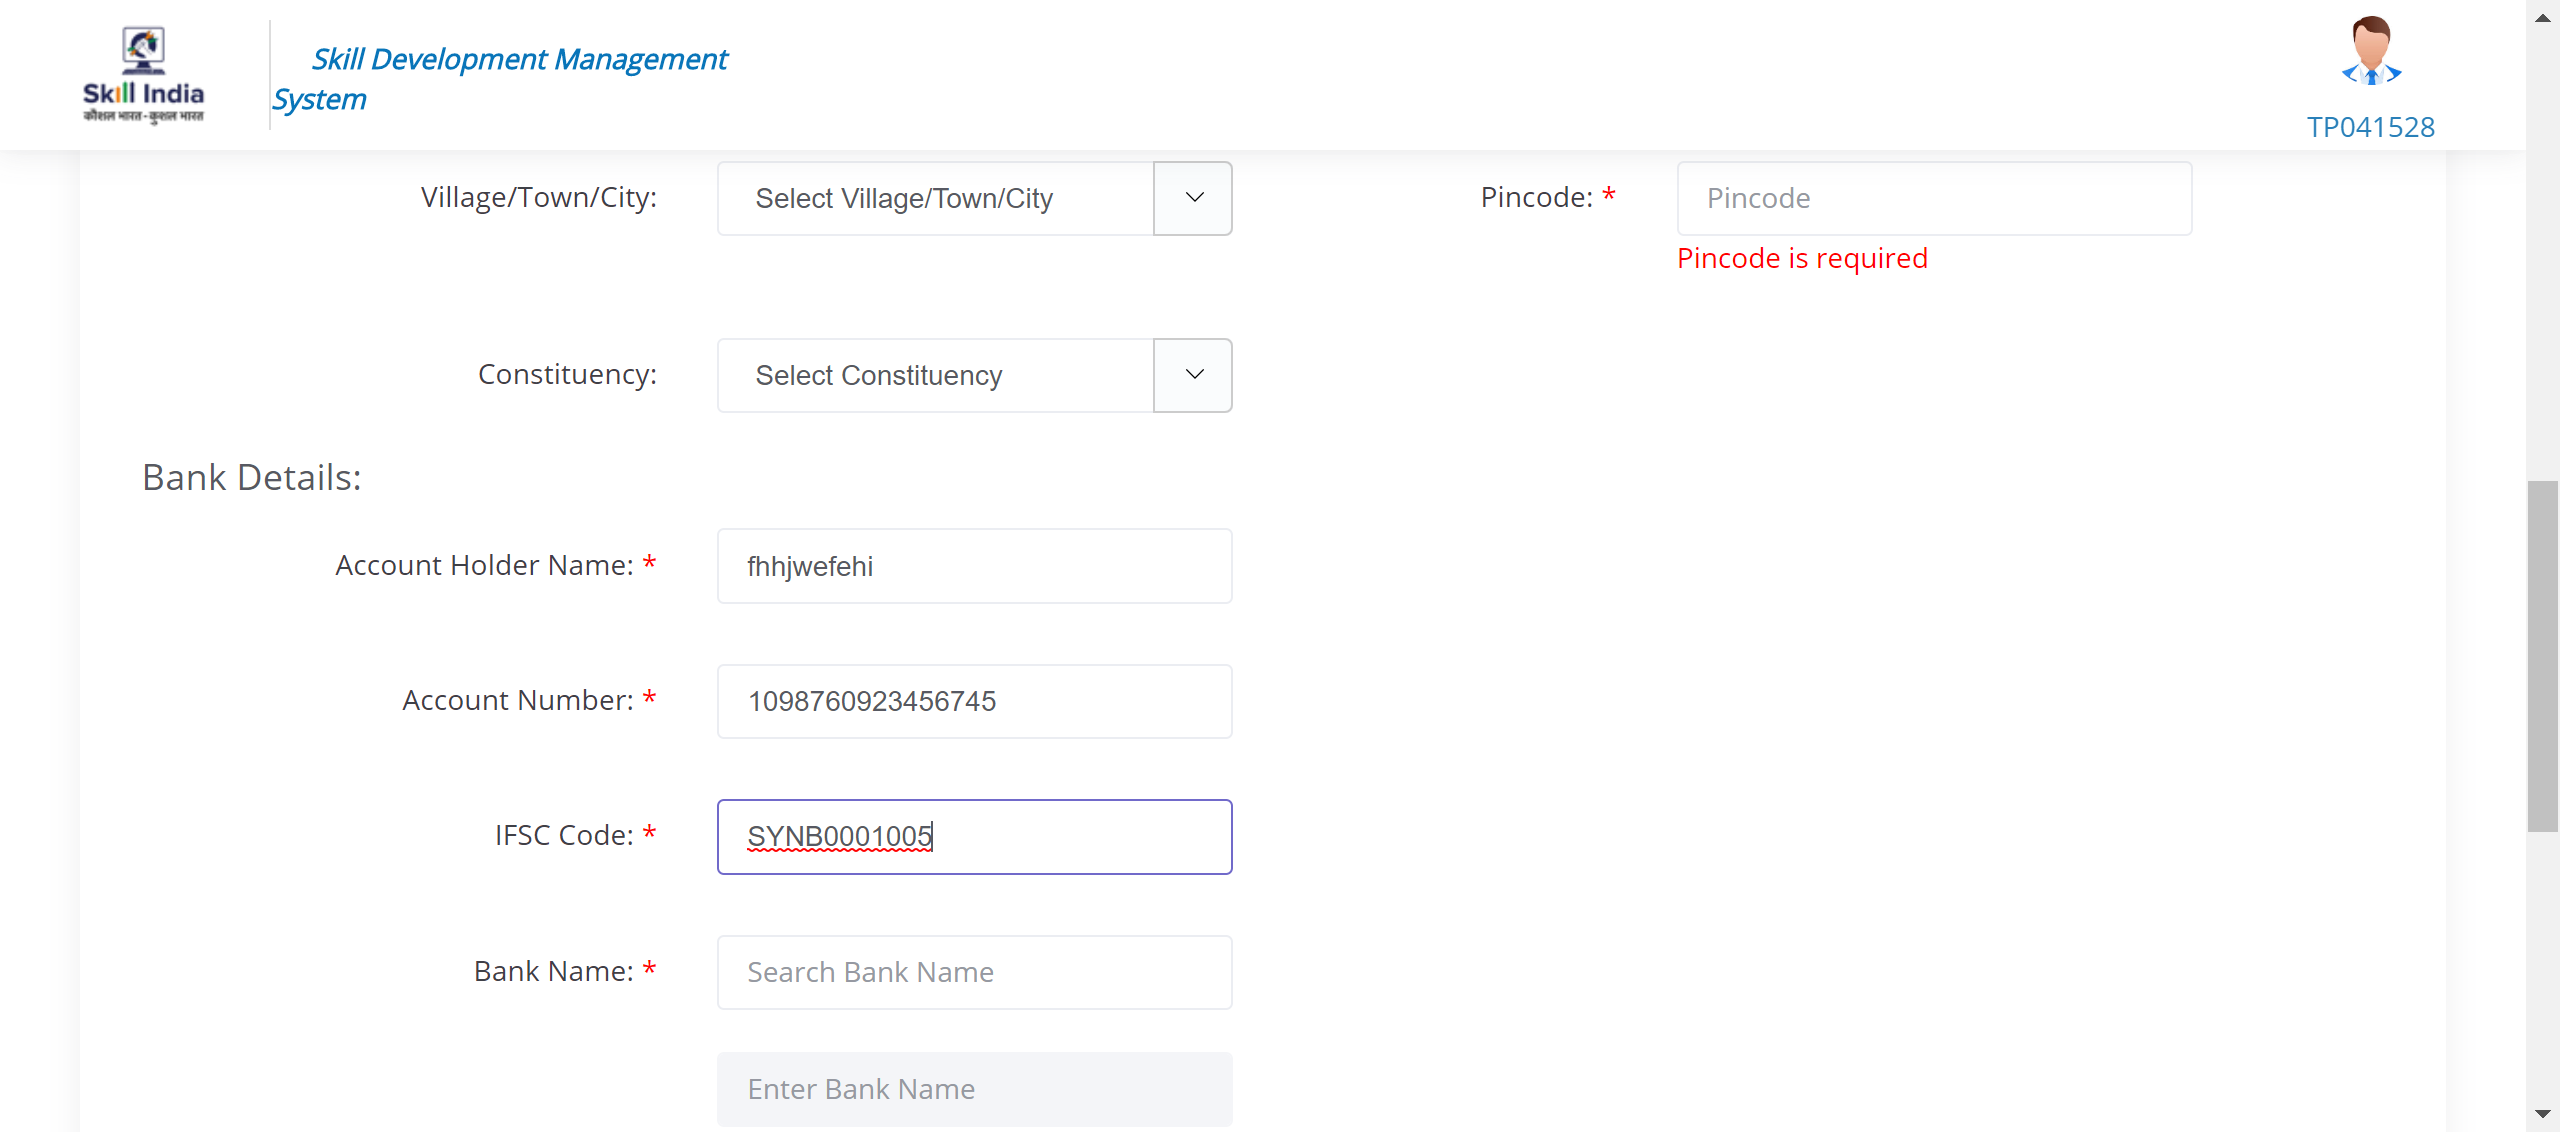 Skill India
कौशल भारत-कुशल भारत
Skill Development Management
System
TP041528
Village/Town/City:
Select Village/Town/City
Pincode: *
Pincode
Pincode is required
Constituency:
Select Constituency
Bank Details:
Account Holder Name: *
fhhjwefehi
Account Number: *
1098760923456745
IFSC Code: *
SYNB0001005
Bank Name: *
Search Bank Name
Enter Bank Name